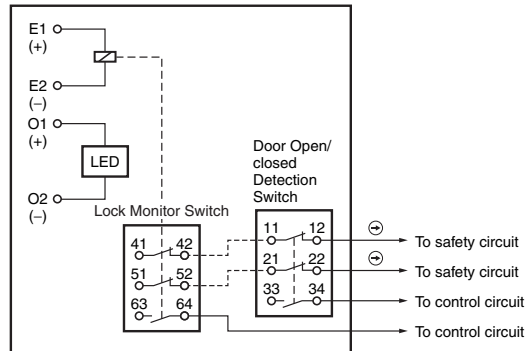 E1
(+)
E2
(−)
O1
(+)
LED
O2
(−)
Door Open/
closed
Detection
Switch
Lock Monitor Switch
41 42
51 52
63 64
11 12
21 22
33 34
To safety circuit
To safety circuit
To control circuit
To control circuit